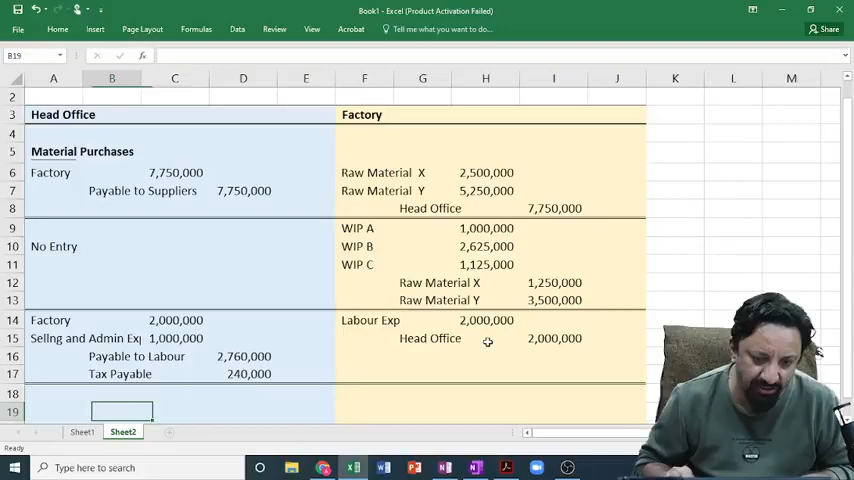 Book1 - Excel (Product Activation Failed)
File Home Insert Page Layout Formulas Data Review View Acrobat Tell me what you want to do... Share
B19 fx
A B C D E F G H I J K L M
2
3 Head Office Factory
4
5 Material Purchases
6 Factory 7,750,000 Raw Material X 2,500,000
7 Payable to Suppliers 7,750,000 Raw Material Y 5,250,000
8 Head Office 7,750,000
9 WIP A 1,000,000
10 No Entry WIP B 2,625,000
11 WIP C 1,125,000
12 Raw Material X 1,250,000
13 Raw Material Y 3,500,000
14 Factory 2,000,000 Labour Exp 2,000,000
15 Sellng and Admin Exp 1,000,000 Head Office 2,000,000
16 Payable to Labour 2,760,000
17 Tax Payable 240,000
18
19
Sheet1 Sheet2
Ready
Type here to search